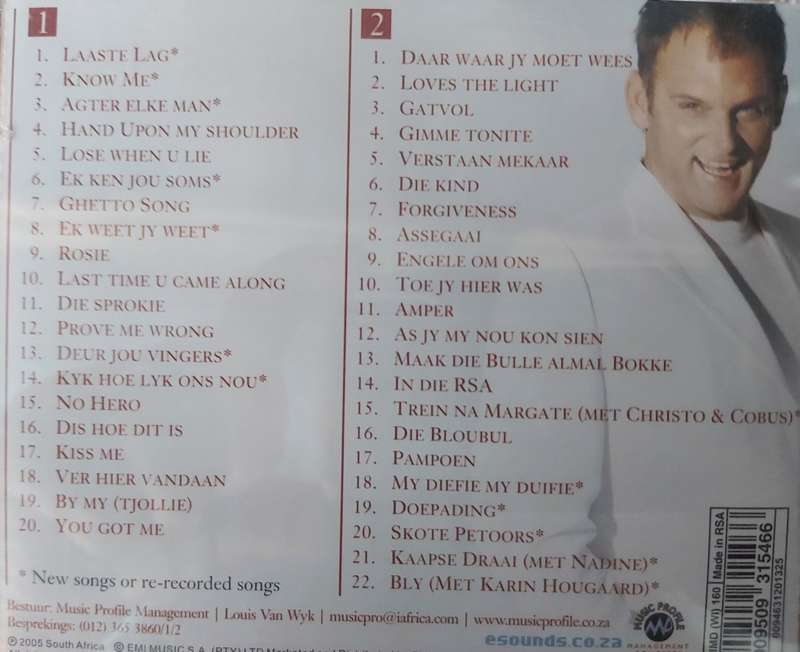 1
1. Laaste Lag*
2. Know Me*
3. Agter elke man*
4. Hand Upon my shoulder
5. Lose when u lie
6. Ek ken jou soms*
7. Ghetto Song
8. Ek weet jy weet*
9. Rosie
10. Last time u came along
11. Die sprokie
12. Prove me wrong
13. Deur jou vingers*
14. Kyk hoe lyk ons nou*
15. No Hero
16. Dis hoe dit is
17. Kiss me
18. Ver hier vandaan
19. By my (tjollie)
20. You got me
* New songs or re-recorded songs
2
1. Daar waar jy moet wees
2. Loves the light
3. Gatvol
4. Gimme tonite
5. Verstaan mekaar
6. Die kind
7. Forgiveness
8. Assegaai
9. Engele om ons
10. Toe jy hier was
11. Amper
12. As jy my nou kon sien
13. Maak die Bulle almal Bokke
14. In die RSA
15. Trein na Margate (met Christo & Cobus)*
16. Die Bloubul
17. Pampoen
18. My diefie my duifie*
19. Doepading*
20. Skote Petoors*
21. Kaapse Draai (met Nadine)*
22. Bly (Met Karin Hougaard)*
Bestuur: Music Profile Management | Louis Van Wyk | musicpro@iafrica.com | www.musicprofile.co.za
Besprekings: (012) 365 3860/1/2
esounds.co.za
MUSIC PROFILE
MANAGEMENT
℗ 2005 South Africa © EMI MUSIC S.A. (PTY) LTD
IMD (WI) 160 Made in RSA
009509 315466
0094631201325